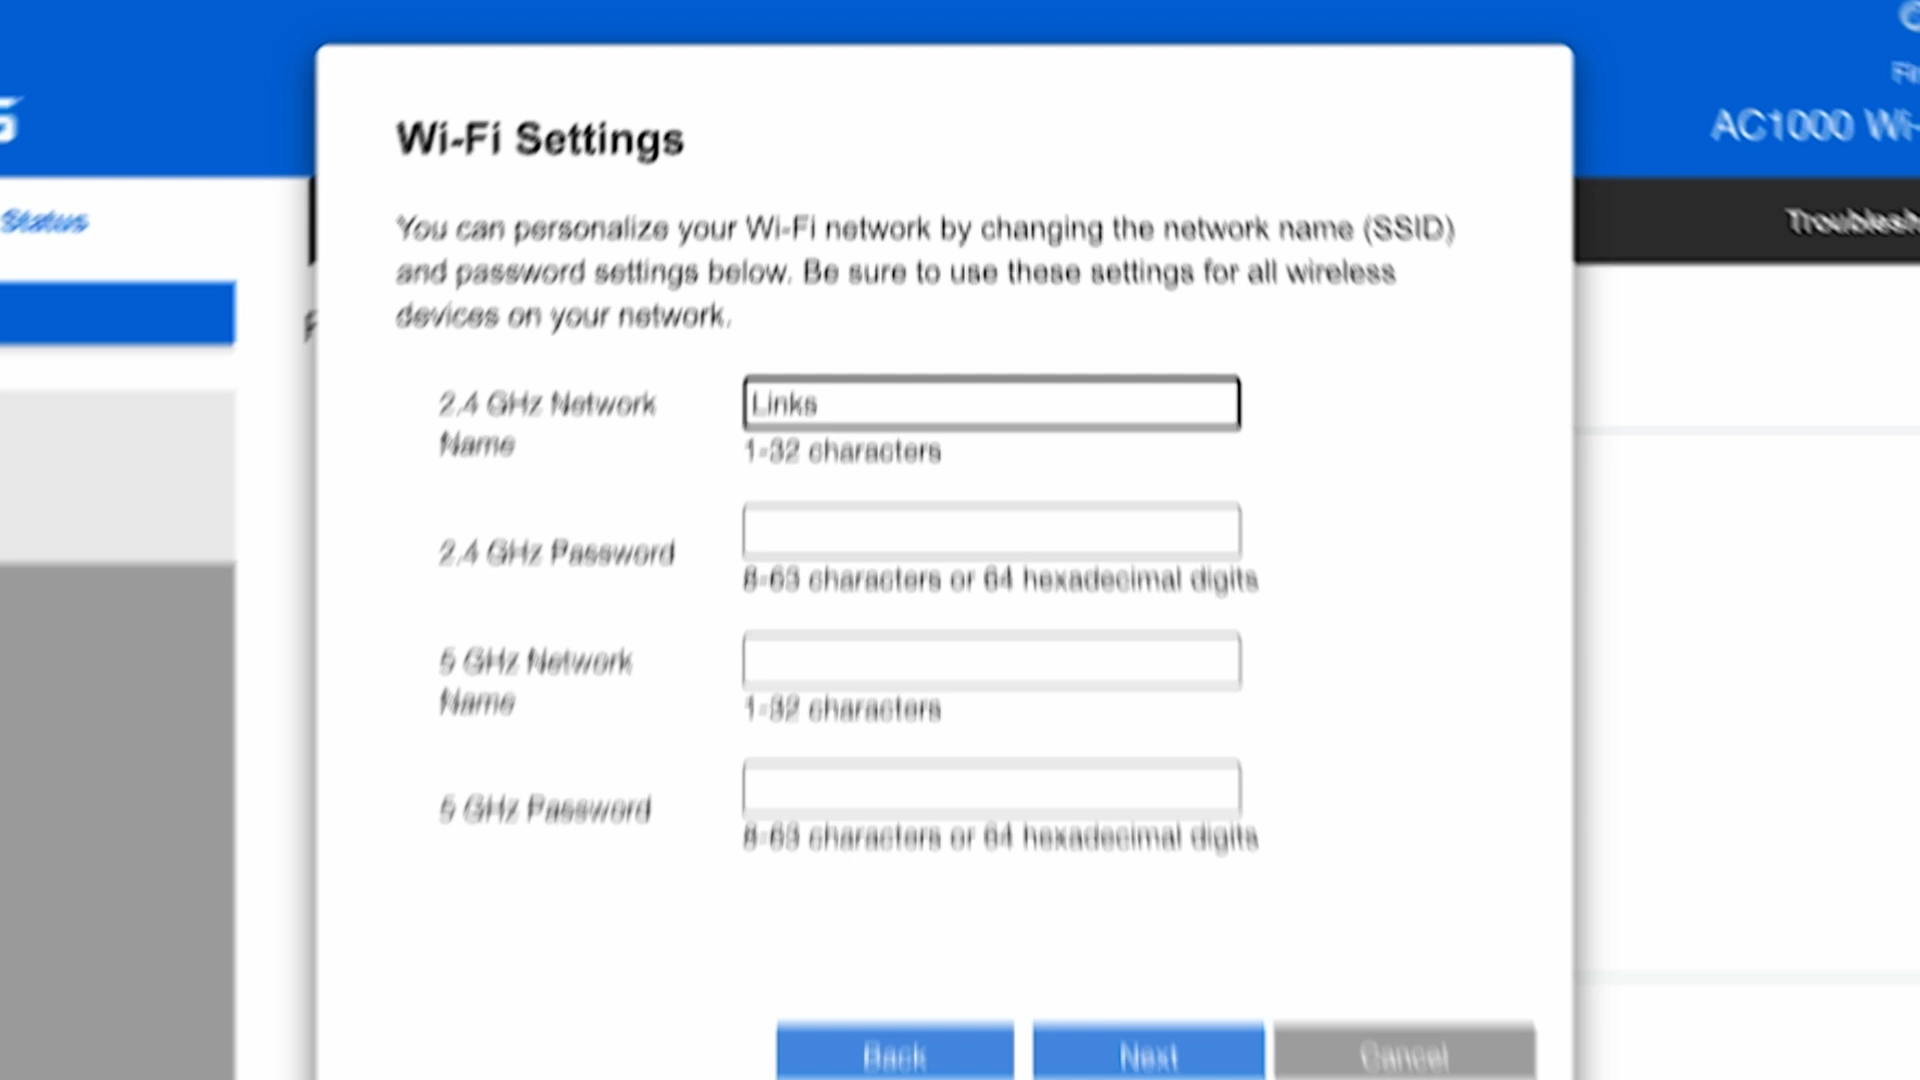 AC1000 Wi-
Status
Wi-Fi Settings
You can personalize your Wi-Fi network by changing the network name (SSID)
and password settings below. Be sure to use these settings for all wireless
devices on your network.
2.4 GHz Network
Name
Links
1-32 characters
2.4 GHz Password
8-63 characters or 64 hexadecimal digits
5 GHz Network
Name
1-32 characters
5 GHz Password
8-63 characters or 64 hexadecimal digits
Back
Next
Cancel